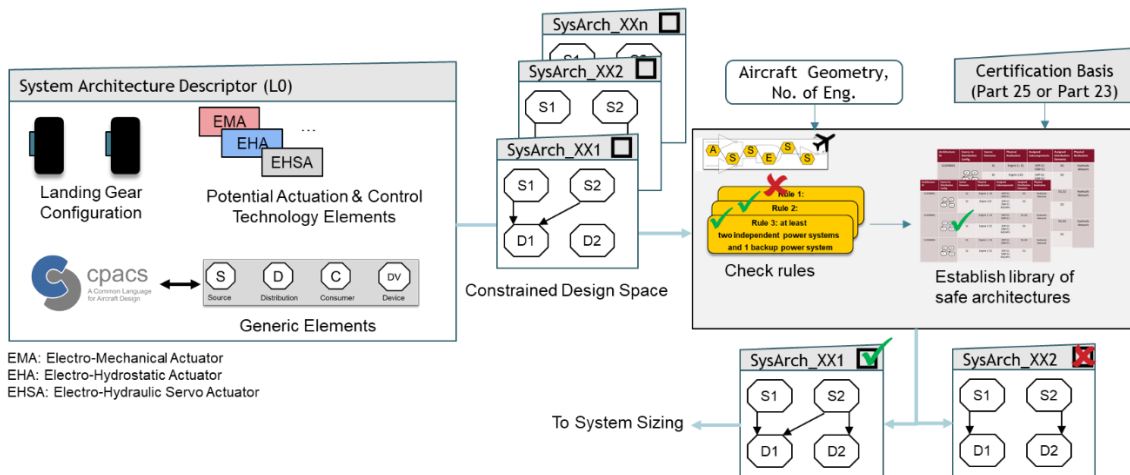 System Architecture Descriptor (L0)
Landing Gear
Configuration
EMA
EHA
EHSA
...
Potential Actuation & Control
Technology Elements
cpacs
A Common Language
for Aircraft Design
S
D
C
DV
Source
Distribution
Consumer
Device
Generic Elements
EMA: Electro-Mechanical Actuator
EHA: Electro-Hydrostatic Actuator
EHSA: Electro-Hydraulic Servo Actuator
SysArch_XXn
SysArch_XX2
S1
S2
SysArch_XX1
S1
S2
D1
D2
Constrained Design Space
Aircraft Geometry,
No. of Eng.
Certification Basis
(Part 25 or Part 23)
A
S
S
E
S
S
Rule 1:
Rule 2:
Rule 3: at least
two independent power systems
and 1 backup power system
Check rules
Establish library of
safe architectures
SysArch_XX1
S1
S2
D1
D2
SysArch_XX2
S1
S2
D1
D2
To System Sizing